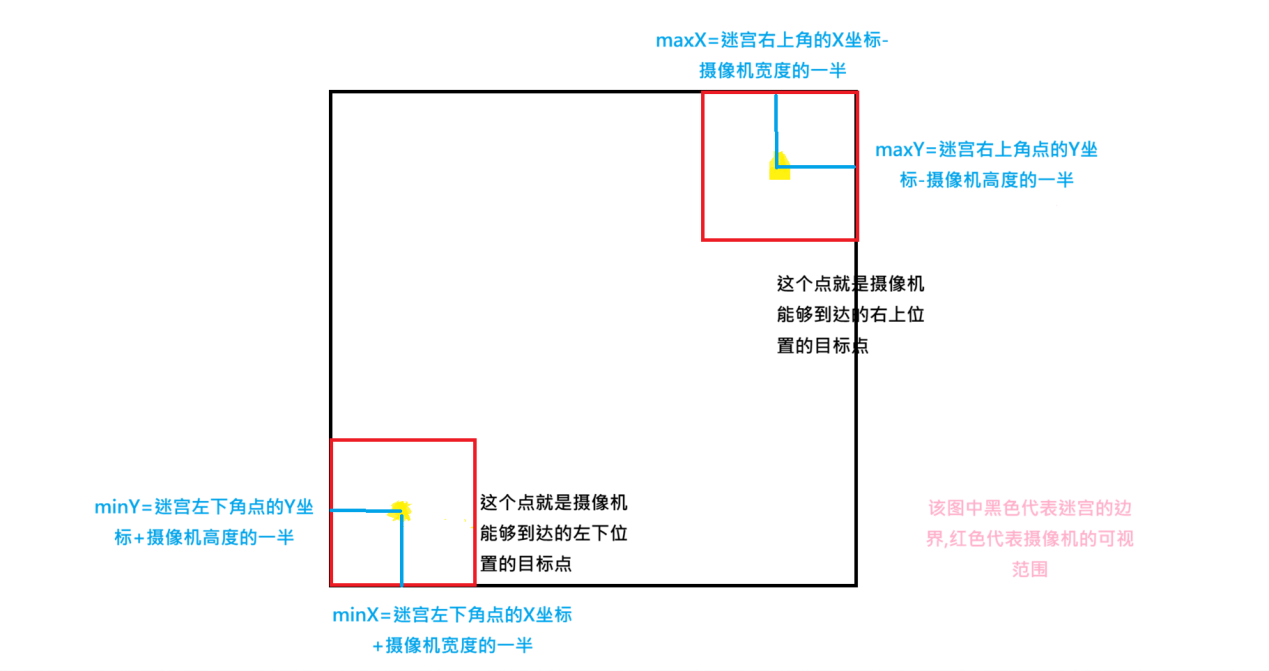 maxX=迷宫右上角的X坐标-
摄像机宽度的一半
maxY=迷宫右上角点的Y坐
标-摄像机高度的一半
这个点就是摄像机
能够到达的右上位
置的目标点
minY=迷宫左下角点的Y坐
标+摄像机高度的一半
这个点就是摄像机
能够到达的左下位
置的目标点
该图中黑色代表迷宫的边
界,红色代表摄像机的可视
范围
minX=迷宫左下角点的X坐标
+摄像机宽度的一半